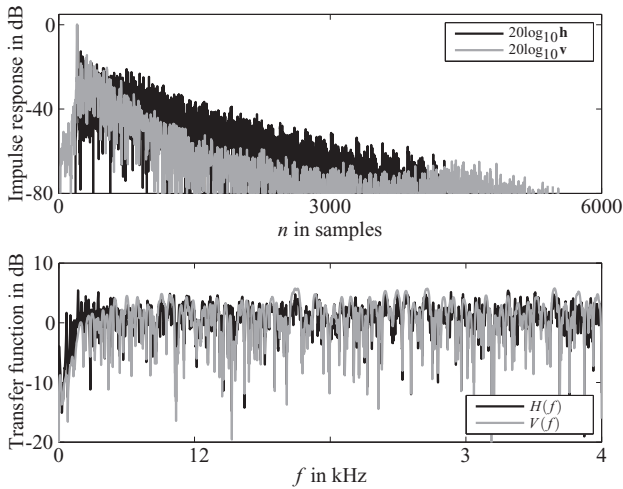 Impulse response in dB
0
-40
-80
20log10h
20log10v
0
3000
6000
n in samples
Transfer function in dB
10
0
-10
-20
H(f)
V(f)
0
12
3
4
f in kHz